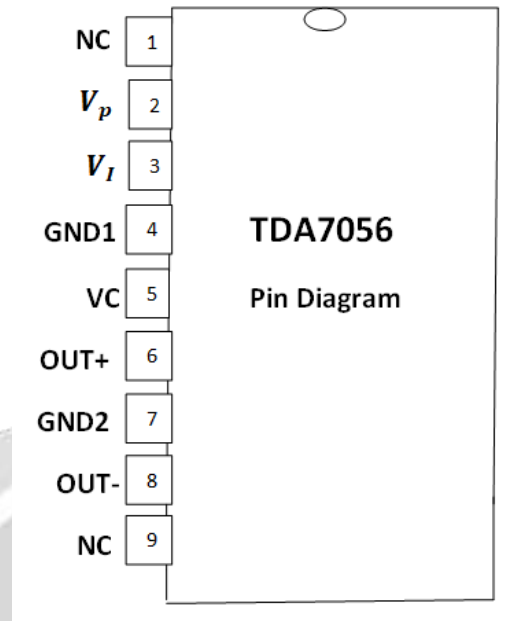 NC 1
Vp 2
VI 3
GND1 4
VC 5
OUT+ 6
GND2 7
OUT- 8
NC 9
TDA7056
Pin Diagram